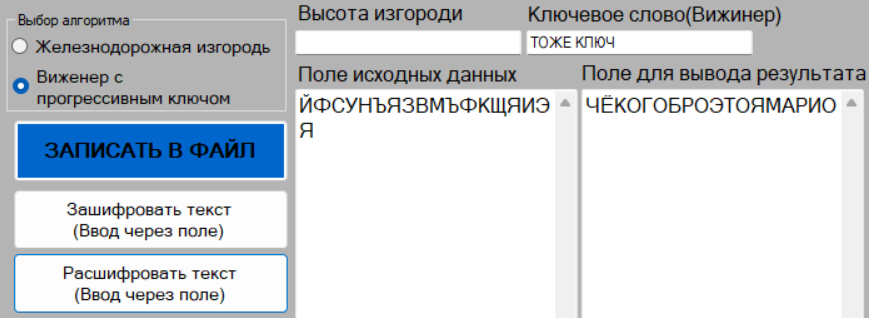 Выбор алгоритма
Железнодорожная изгородь
Виженер с
прогрессивным ключом
ЗАПИСАТЬ В ФАЙЛ
Зашифровать текст
(Ввод через поле)
Расшифровать текст
(Ввод через поле)
Высота изгороди
Ключевое слово(Вижинер)
ТОЖЕ КЛЮЧ
Поле исходных данных
ЙФСУНЪЯЗВМЪФКЩЯИЭ
Я
Поле для вывода результата
ЧЁКОГОБРОЭТОЯМАРИО